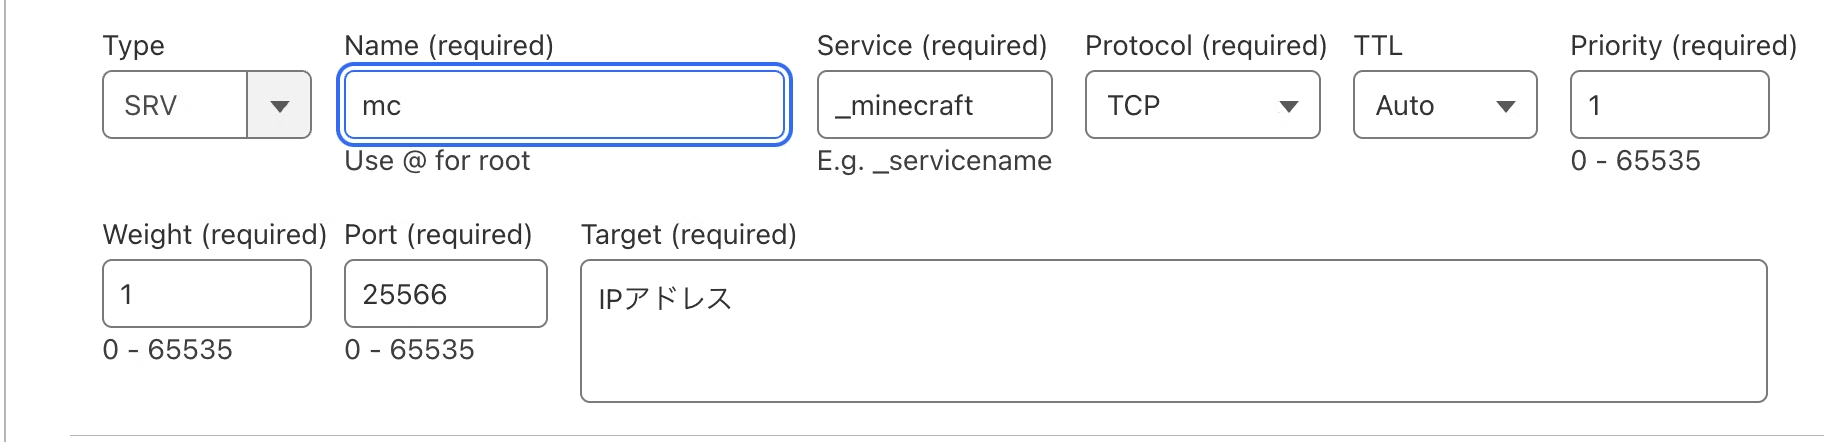 Type Name (required) Service (required) Protocol (required) TTL Priority (required)
SRV mc _minecraft TCP Auto 1
Use @ for root E.g. _servicename 0 - 65535
Weight (required) Port (required) Target (required)
1 25566 IPアドレス
0 - 65535 0 - 65535